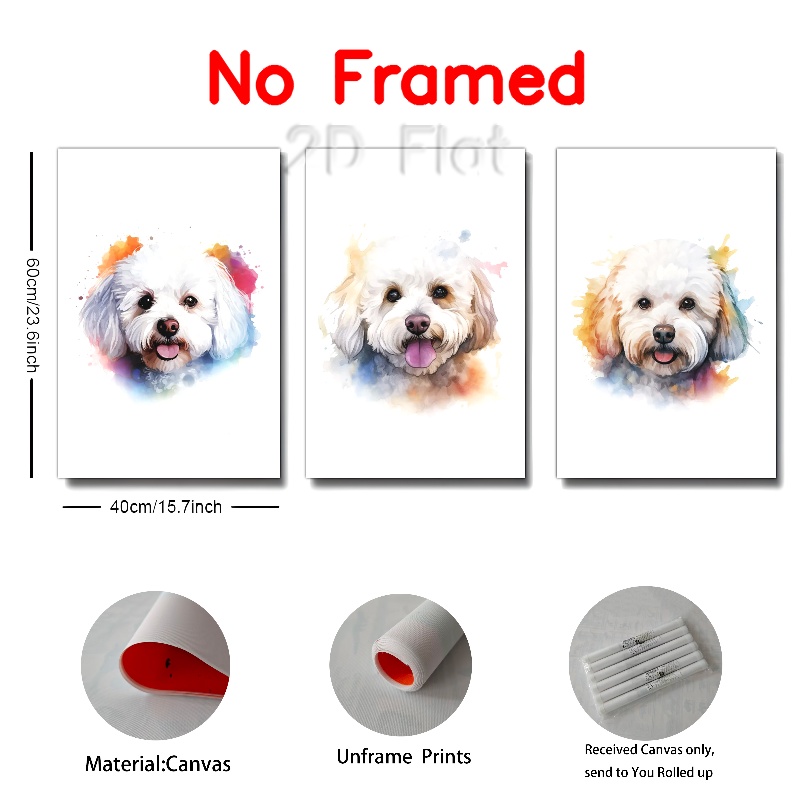 No Framed
2D Flat
60cm/23.6inch
40cm/15.7inch
Material:Canvas
Unframe Prints
Received Canvas only,
send to You Rolled up